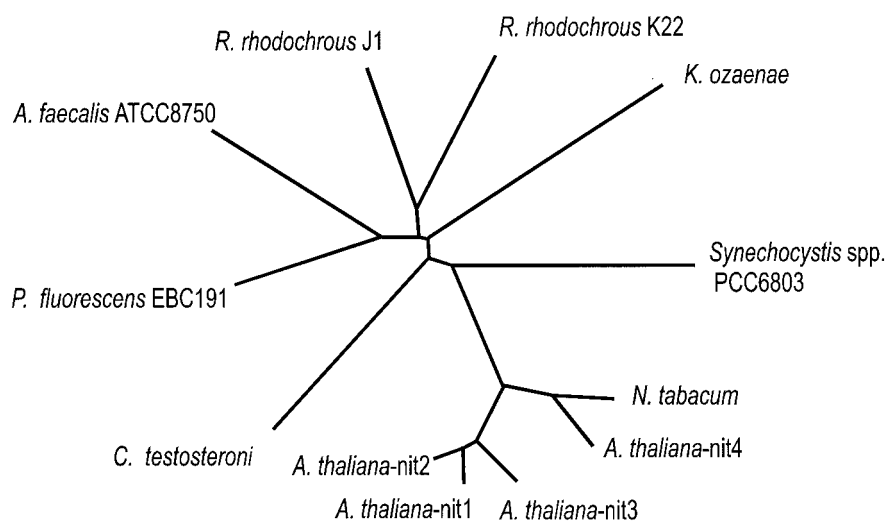 R. rhodochrous K22
R. rhodochrous J1
K. ozaenae
A. faecalis ATCC8750
Synechocystis spp.
PCC6803
P. fluorescens EBC191
N. tabacum
A. thaliana-nit4
C. testosteroni
A. thaliana-nit2
A. thaliana-nit1
A. thaliana-nit3